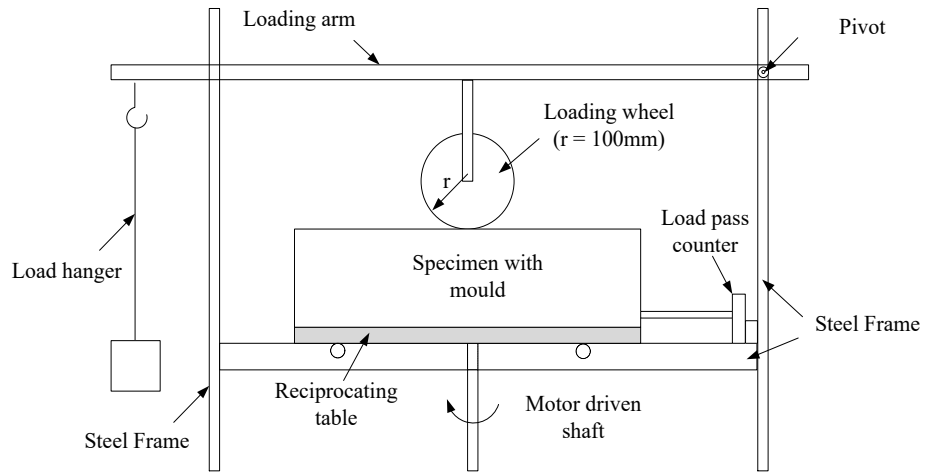 Loading arm
Pivot
Loading wheel
(r = 100mm)
r
Load pass
counter
Load hanger
Specimen with
mould
Steel Frame
Reciprocating
table
Motor driven
shaft
Steel Frame